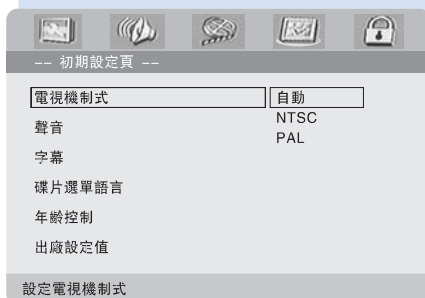 -- 初期設定頁 --
電視機制式 自動
NTSC
聲音
PAL
字幕
碟片選單語言
年齡控制
出廠設定值
設定電視機制式